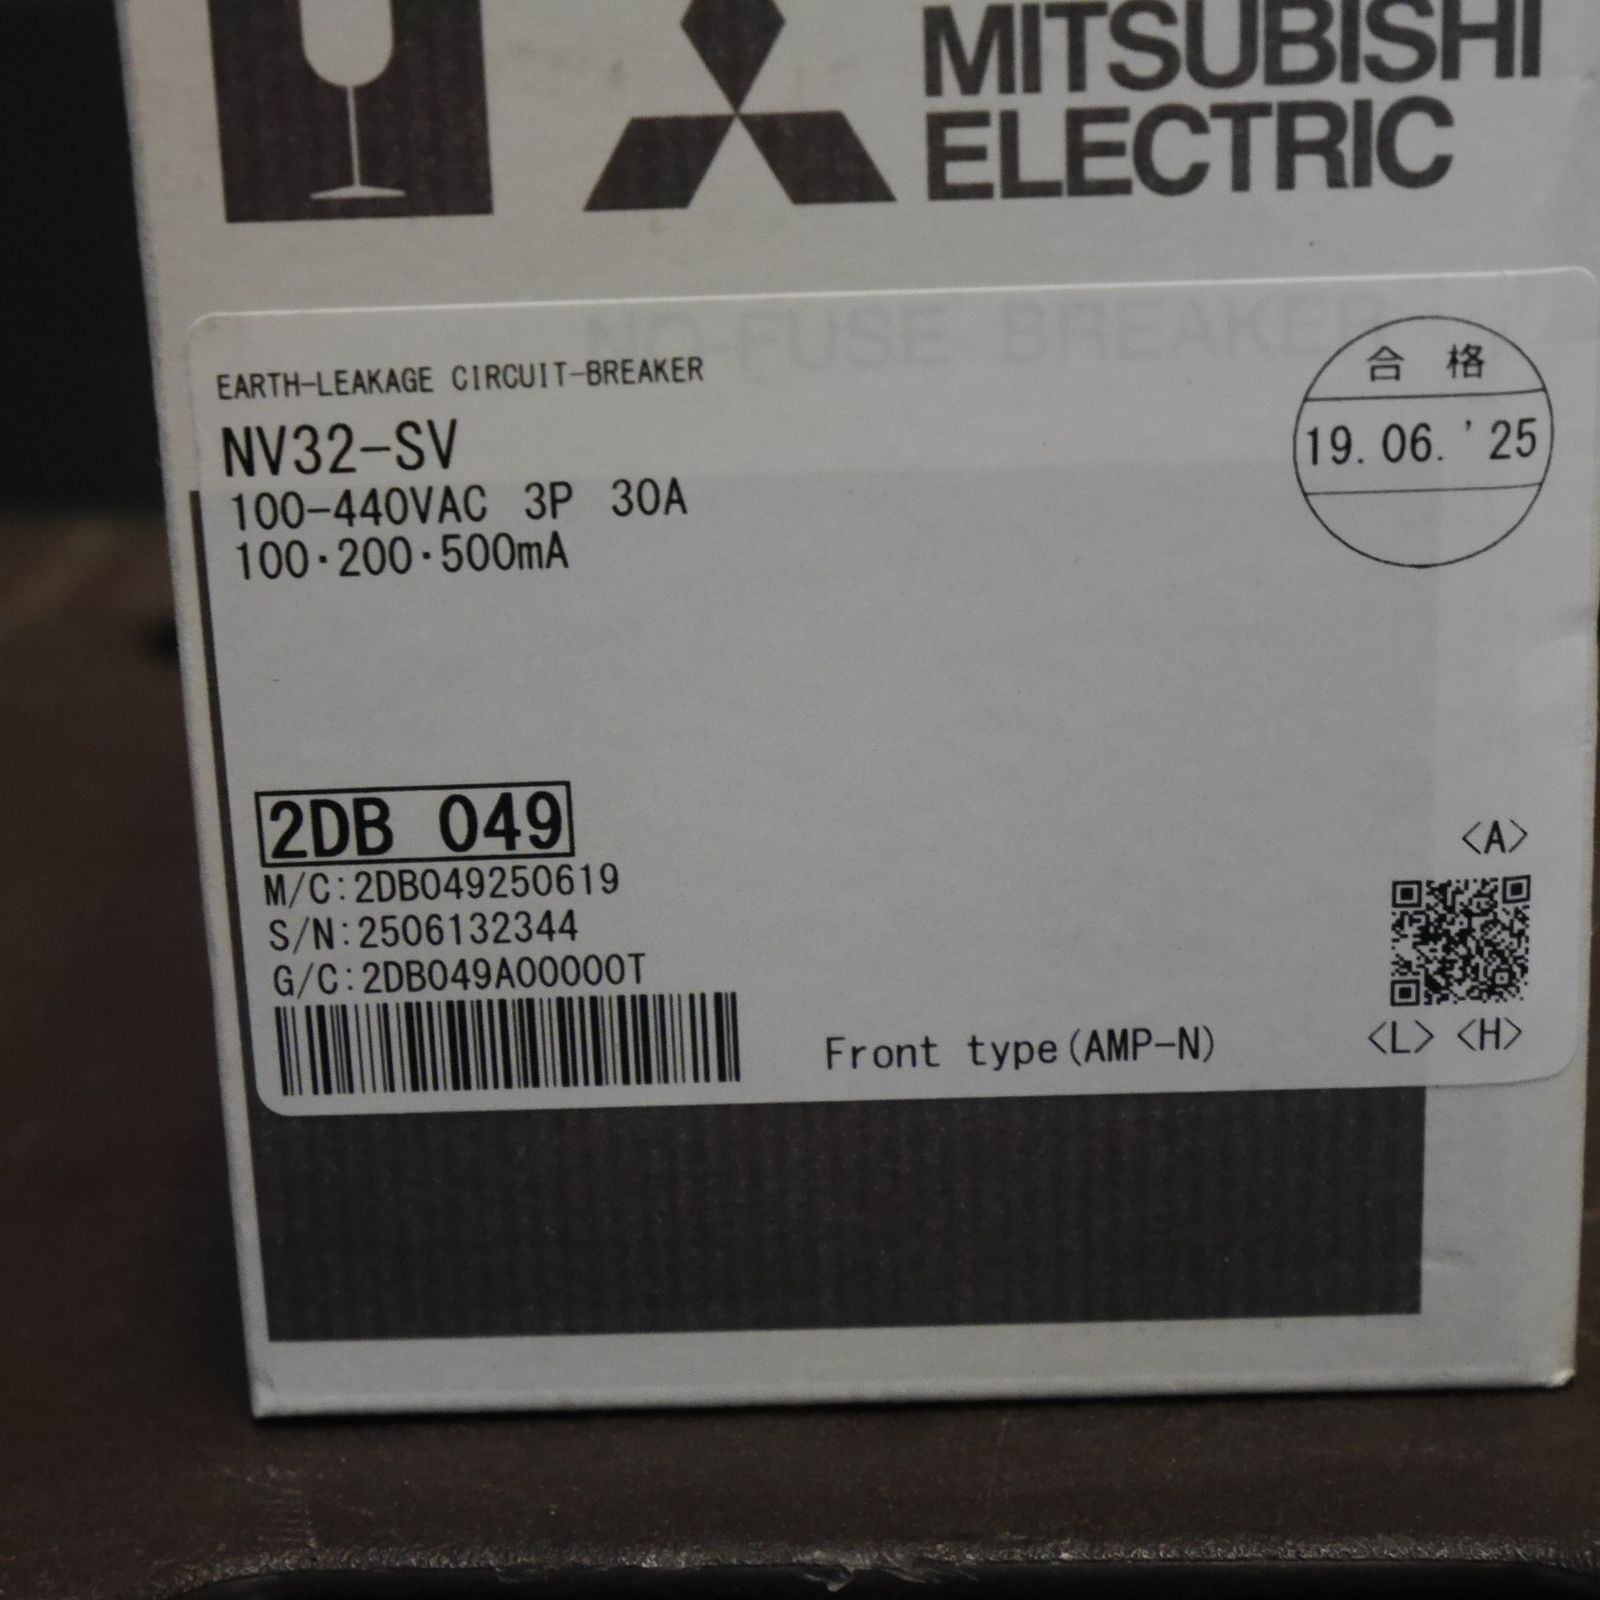 MITSUBISHI
ELECTRIC
NO-FUSE BREAKER
EARTH-LEAKAGE CIRCUIT-BREAKER
合 格
NV32-SV
19.06.'25
100-440VAC 3P 30A
100·200·500mA
2DB 049
<A>
M/C:2DB049250619
S/N:2506132344
G/C:2DB049A00000T
Front type(AMP-N)
<L> <H>